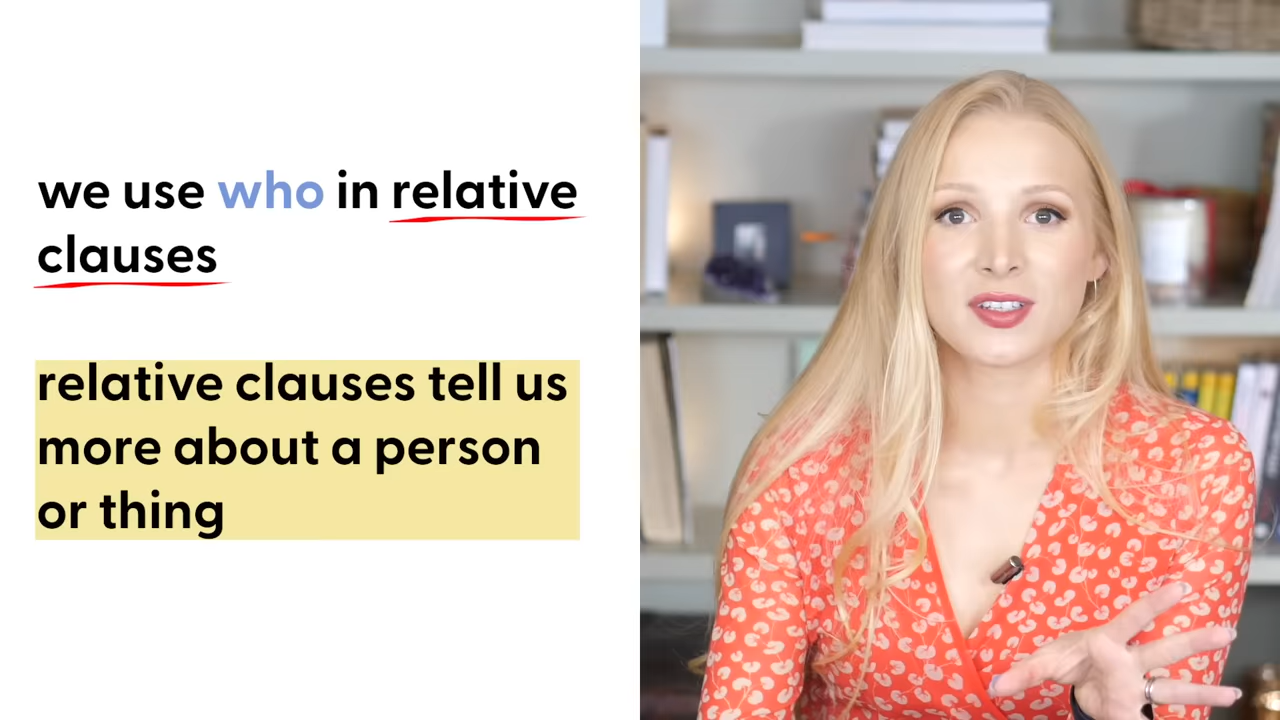 we use who in relative
clauses
relative clauses tell us
more about a person
or thing